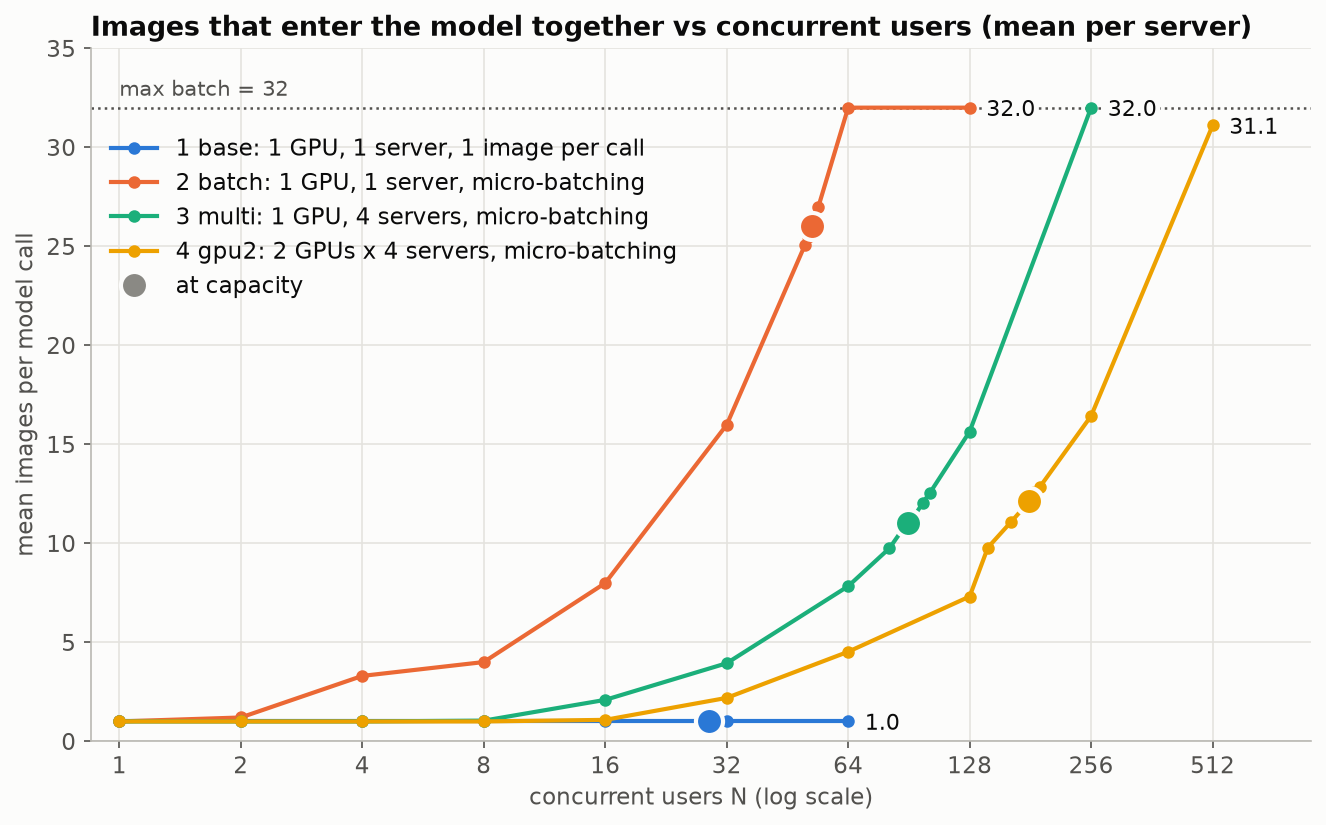 Images that enter the model together vs concurrent users (mean per server)
35
max batch = 32
32.0
32.0
31.1
30
1 base: 1 GPU, 1 server, 1 image per call
2 batch: 1 GPU, 1 server, micro-batching
3 multi: 1 GPU, 4 servers, micro-batching
4 gpu2: 2 GPUs x 4 servers, micro-batching
at capacity
25
20
15
10
5
0
1.0
mean images per model call
1
2
4
8
16
32
64
128
256
512
concurrent users N (log scale)